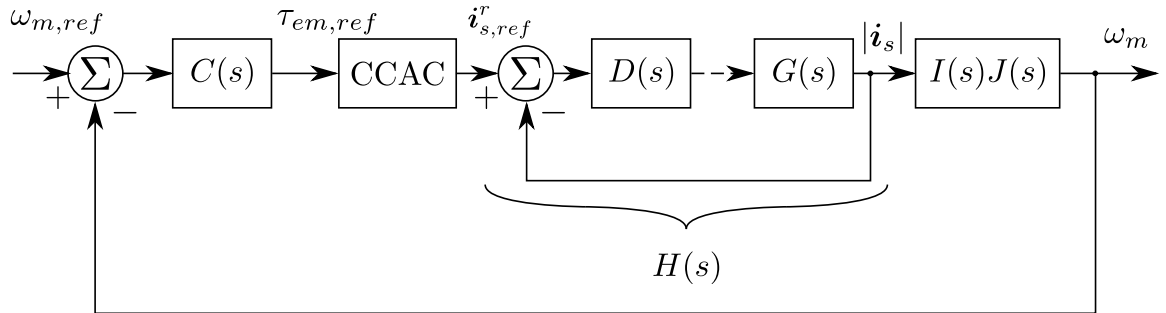 ω_{m,ref}
τ_{em,ref}
i^r_{s,ref}
|i_s|
ω_m
Σ
C(s)
CCAC
Σ
D(s)
G(s)
I(s)J(s)
+
−
+
−
H(s)